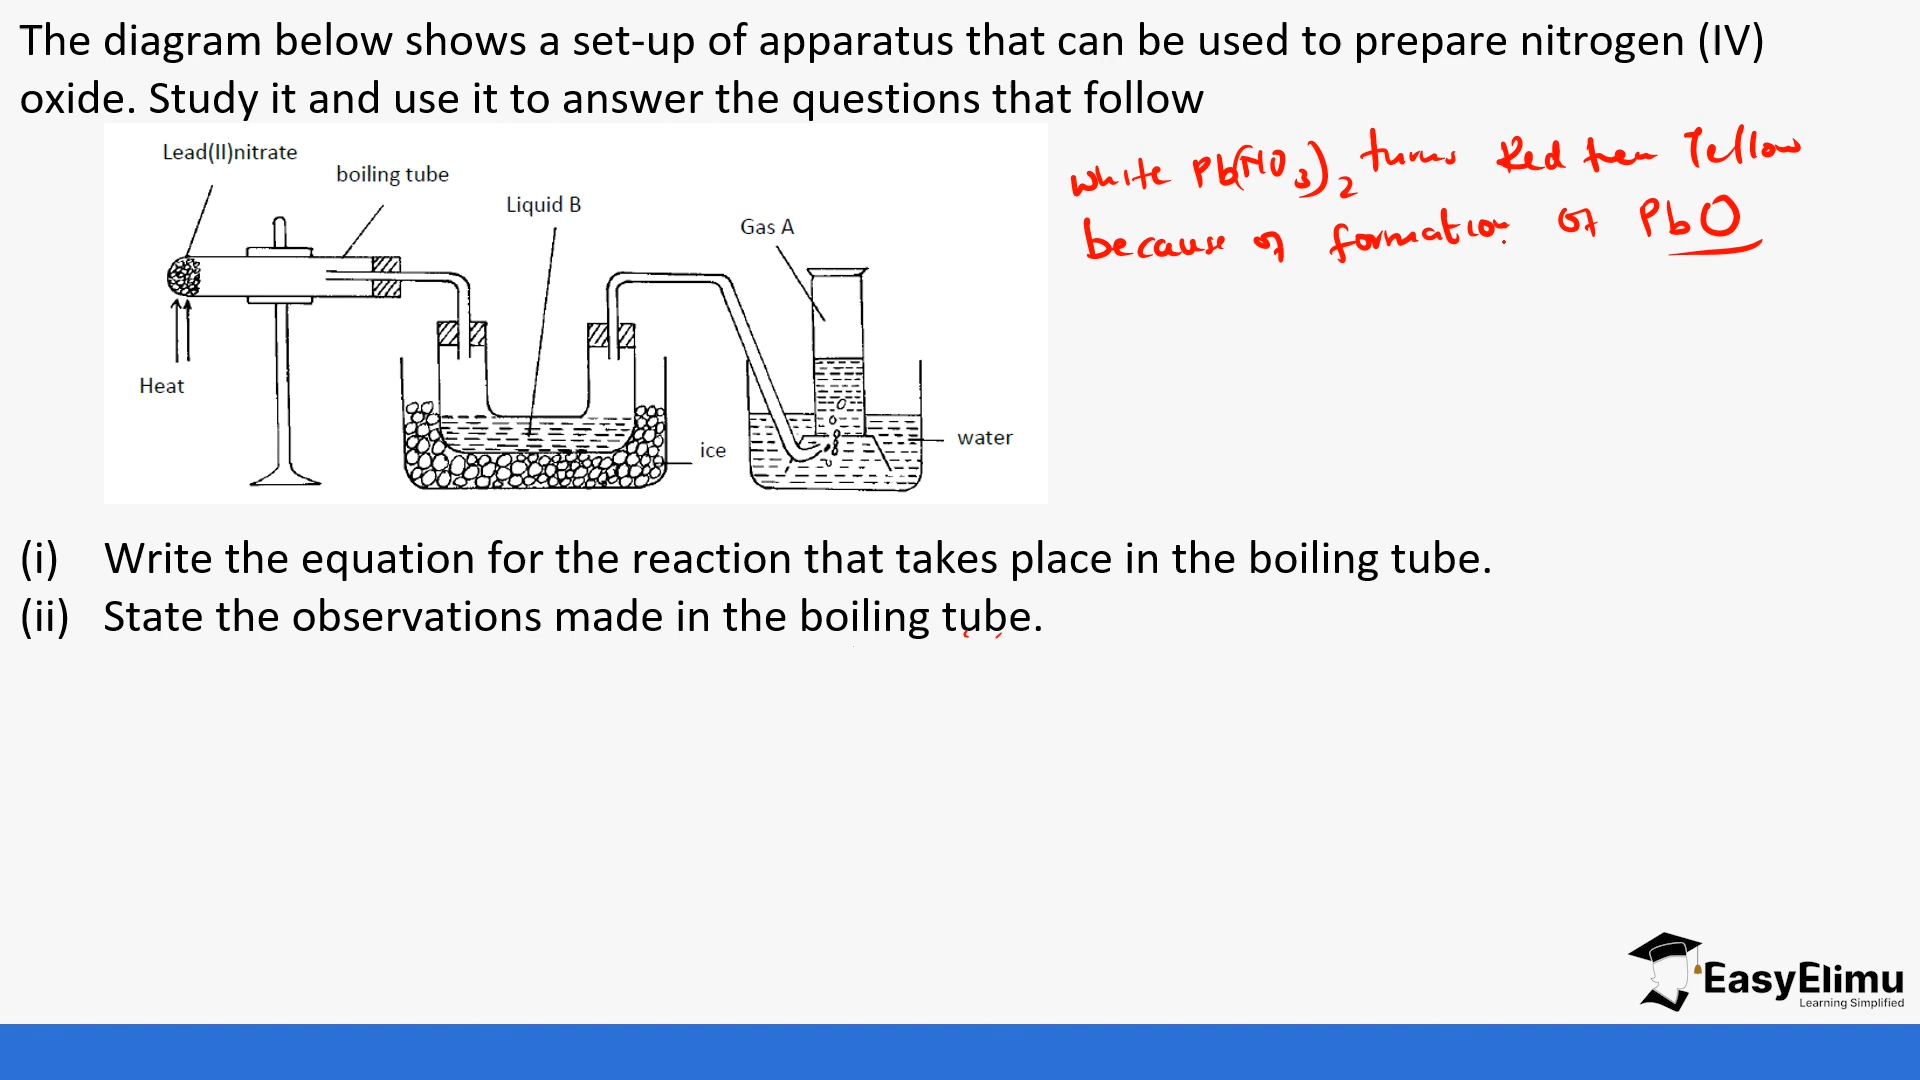 The diagram below shows a set-up of apparatus that can be used to prepare nitrogen (IV)
oxide. Study it and use it to answer the questions that follow
Lead(II)nitrate
boiling tube
Liquid B
Gas A
Heat
ice
water
White Pb(NO3)2 turns Red then Yellow
because of formation of PbO
(i) Write the equation for the reaction that takes place in the boiling tube.
(ii) State the observations made in the boiling tube.
EasyElimu
Learning Simplified